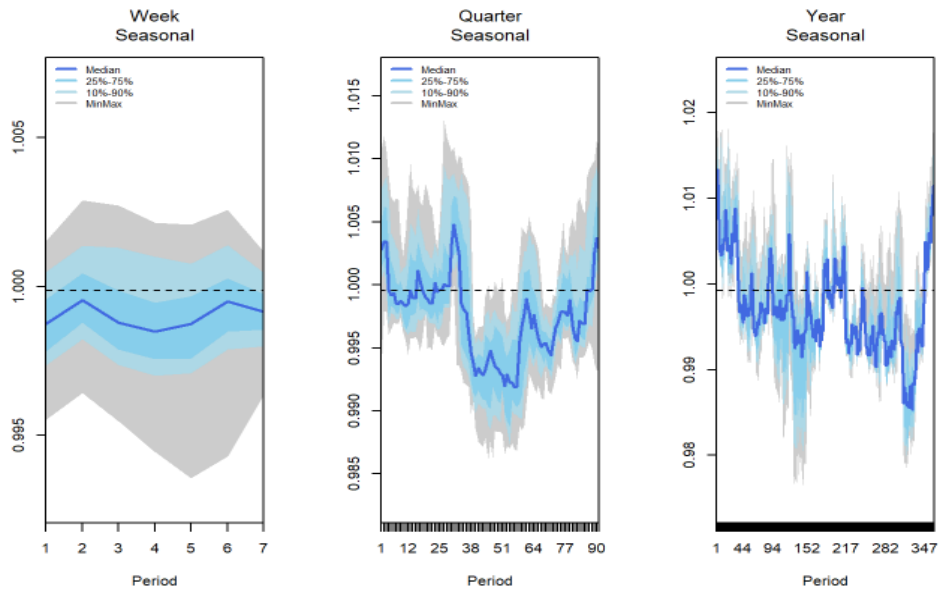 Week
Seasonal
Median
25%-75%
10%-90%
MinMax
1.005
1.000
0.995
1 2 3 4 5 6 7
Period
Quarter
Seasonal
Median
25%-75%
10%-90%
MinMax
1.015
1.010
1.005
1.000
0.995
0.990
0.985
1 12 25 38 51 64 77 90
Period
Year
Seasonal
Median
25%-75%
10%-90%
MinMax
1.02
1.01
1.00
0.99
0.98
1 44 94 152 217 282 347
Period